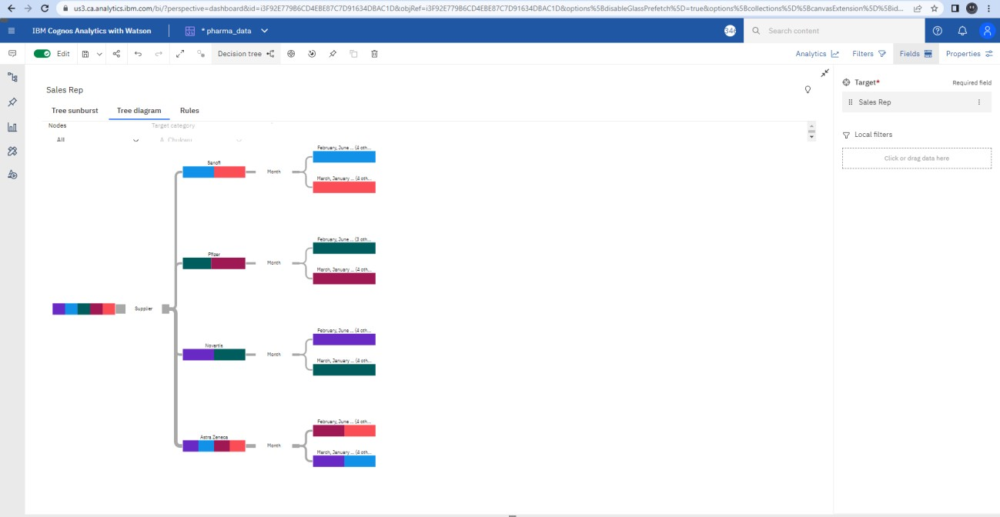 us3.ca.analytics.ibm.com/bi/?perspective=dashboard&id=i3F92E779B6CD4EBE87C7D91634DBAC1D&objRef=i3F92E779B6CD4EBE87C7D91634DBAC1D&options%5BdisableGlassPrefetch%5D=true&options%5Bcollections%5D%5BcanvasExtension%5D%5Bid...
IBM Cognos Analytics with Watson
* pharma_data
Search content
Edit
Decision tree
Analytics
Filters
Fields
Properties
Sales Rep
Tree sunburst
Tree diagram
Rules
Nodes
Target category
All
A. Chukwu
Target*
Required field
Sales Rep
Local filters
Click or drag data here
Sanofi
Month
February, June ... (4 oth...
March, January ... (4 oth...
Pfizer
Month
February, June ... (3 oth...
March, January ... (4 oth...
Supplier
Novartis
Month
February, June ... (4 oth...
March, January ... (4 oth...
Astra Zeneca
Month
February, June ... (4 oth...
March, January ... (4 oth...